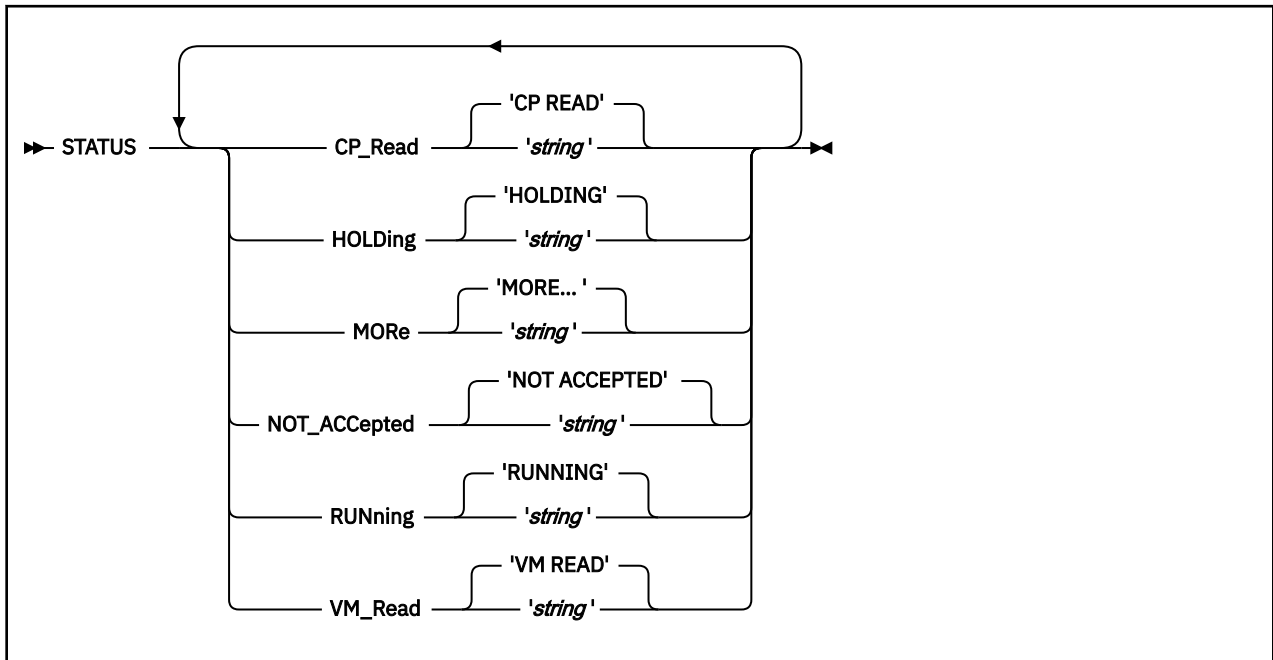 'CP READ'
STATUS CP_Read 'string'
'HOLDING'
HOLDing 'string'
'MORE... '
MORe 'string'
'NOT ACCEPTED'
NOT_ACCepted 'string'
'RUNNING'
RUNning 'string'
'VM READ'
VM_Read 'string'